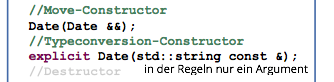 //Move-Constructor
Date(Date &&);
//Typeconversion-Constructor
explicit Date(std::string const &);
//Destructor
in der Regeln nur ein Argument